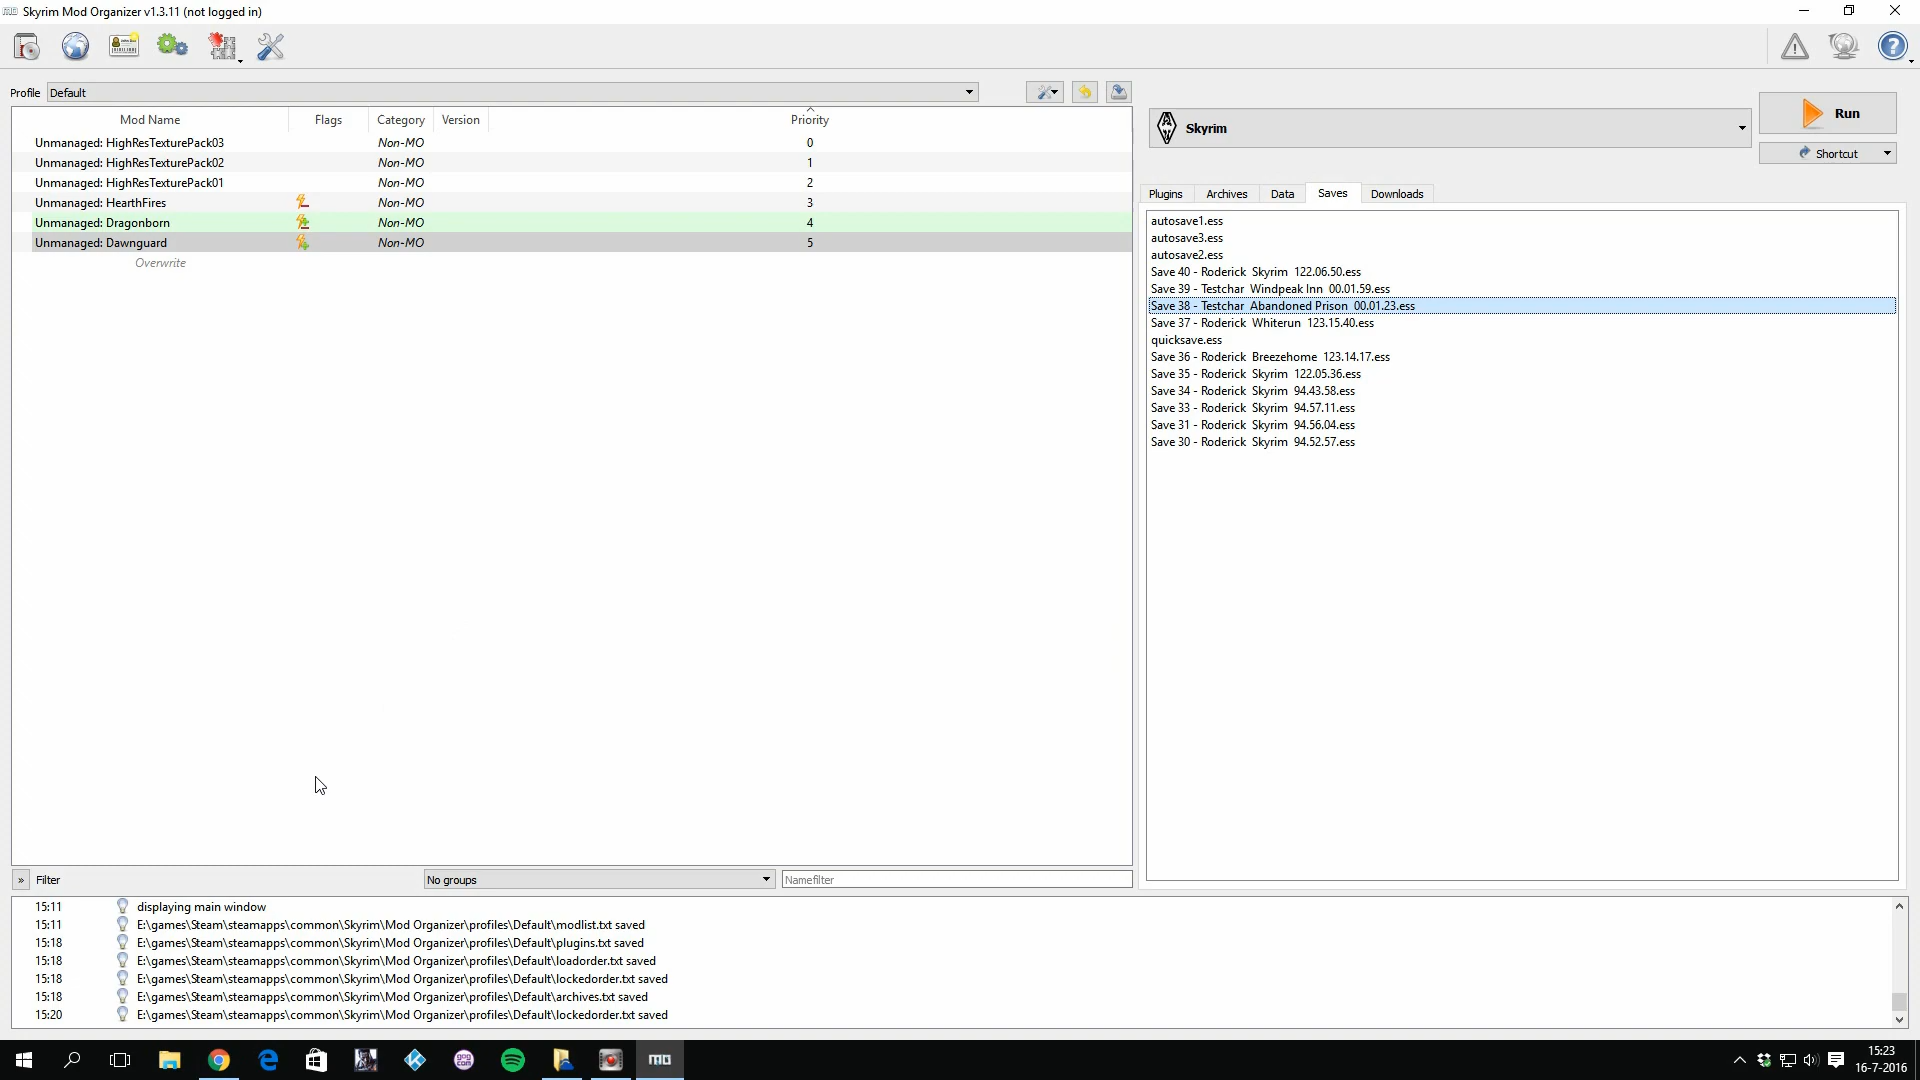 Skyrim Mod Organizer v1.3.11 (not logged in)
Profile Default
Mod Name Flags Category Version Priority
Unmanaged: HighResTexturePack03 Non-MO 0
Unmanaged: HighResTexturePack02 Non-MO 1
Unmanaged: HighResTexturePack01 Non-MO 2
Unmanaged: HearthFires Non-MO 3
Unmanaged: Dragonborn Non-MO 4
Unmanaged: Dawnguard Non-MO 5
Overwrite
» Filter No groups Namefilter
Skyrim
Run
Shortcut
Plugins Archives Data Saves Downloads
autosave1.ess
autosave3.ess
autosave2.ess
Save 40 - Roderick Skyrim 122.06.50.ess
Save 39 - Testchar Windpeak Inn 00.01.59.ess
Save 38 - Testchar Abandoned Prison 00.01.23.ess
Save 37 - Roderick Whiterun 123.15.40.ess
quicksave.ess
Save 36 - Roderick Breezehome 123.14.17.ess
Save 35 - Roderick Skyrim 122.05.36.ess
Save 34 - Roderick Skyrim 94.43.58.ess
Save 33 - Roderick Skyrim 94.57.11.ess
Save 31 - Roderick Skyrim 94.56.04.ess
Save 30 - Roderick Skyrim 94.52.57.ess
15:11 displaying main window
15:11 E:\games\Steam\steamapps\common\Skyrim\Mod Organizer\profiles\Default\modlist.txt saved
15:18 E:\games\Steam\steamapps\common\Skyrim\Mod Organizer\profiles\Default\plugins.txt saved
15:18 E:\games\Steam\steamapps\common\Skyrim\Mod Organizer\profiles\Default\loadorder.txt saved
15:18 E:\games\Steam\steamapps\common\Skyrim\Mod Organizer\profiles\Default\lockedorder.txt saved
15:18 E:\games\Steam\steamapps\common\Skyrim\Mod Organizer\profiles\Default\archives.txt saved
15:20 E:\games\Steam\steamapps\common\Skyrim\Mod Organizer\profiles\Default\lockedorder.txt saved
15:23
16-7-2016